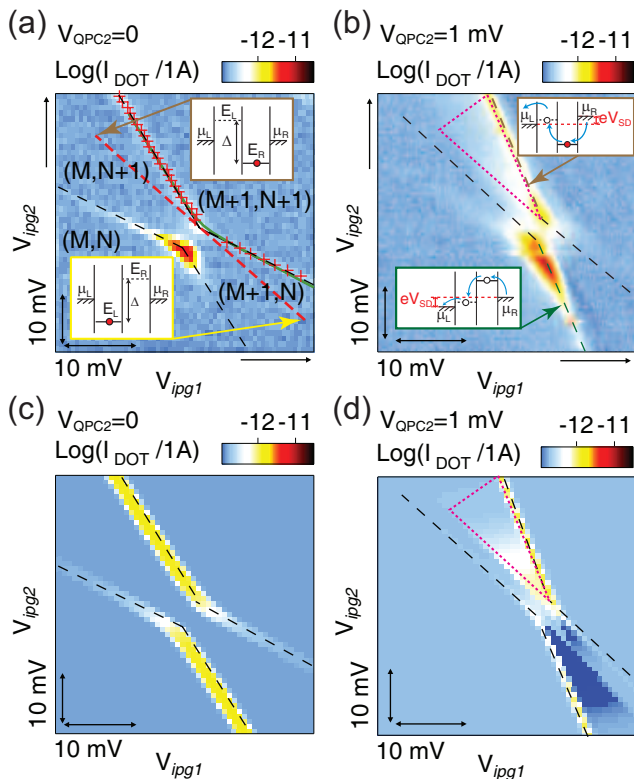 (a) V_QPC2=0
Log(I_DOT /1A) -12 -11
E_L
μ_L μ_R
Δ E_R
(M,N+1)
(M+1,N+1)
(M,N)
E_R
μ_L μ_R
E_L Δ
(M+1,N)
V_ipg2
10 mV
10 mV
V_ipg1
(b) V_QPC2=1 mV
Log(I_DOT /1A) -12 -11
μ_L μ_R
eV_SD
eV_SD
μ_L μ_R
V_ipg2
10 mV
10 mV
V_ipg1
(c) V_QPC2=0
Log(I_DOT /1A) -12 -11
V_ipg2
10 mV
10 mV
V_ipg1
(d) V_QPC2=1 mV
Log(I_DOT /1A) -12 -11
V_ipg2
10 mV
10 mV
V_ipg1